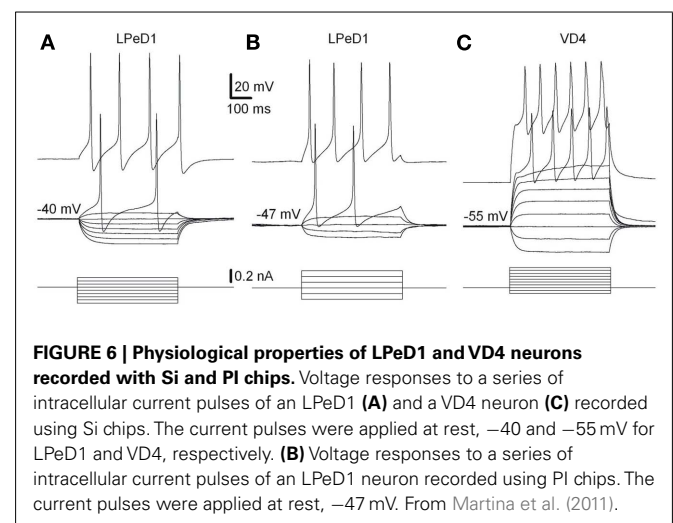 A
LPeD1
B
LPeD1
C
VD4
20 mV
100 ms
-40 mV
-47 mV
-55 mV
0.2 nA
FIGURE 6 | Physiological properties of LPeD1 and VD4 neurons
recorded with Si and PI chips. Voltage responses to a series of
intracellular current pulses of an LPeD1 (A) and a VD4 neuron (C) recorded
using Si chips. The current pulses were applied at rest, −40 and −55 mV for
LPeD1 and VD4, respectively. (B) Voltage responses to a series of
intracellular current pulses of an LPeD1 neuron recorded using PI chips. The
current pulses were applied at rest, −47 mV. From Martina et al. (2011).